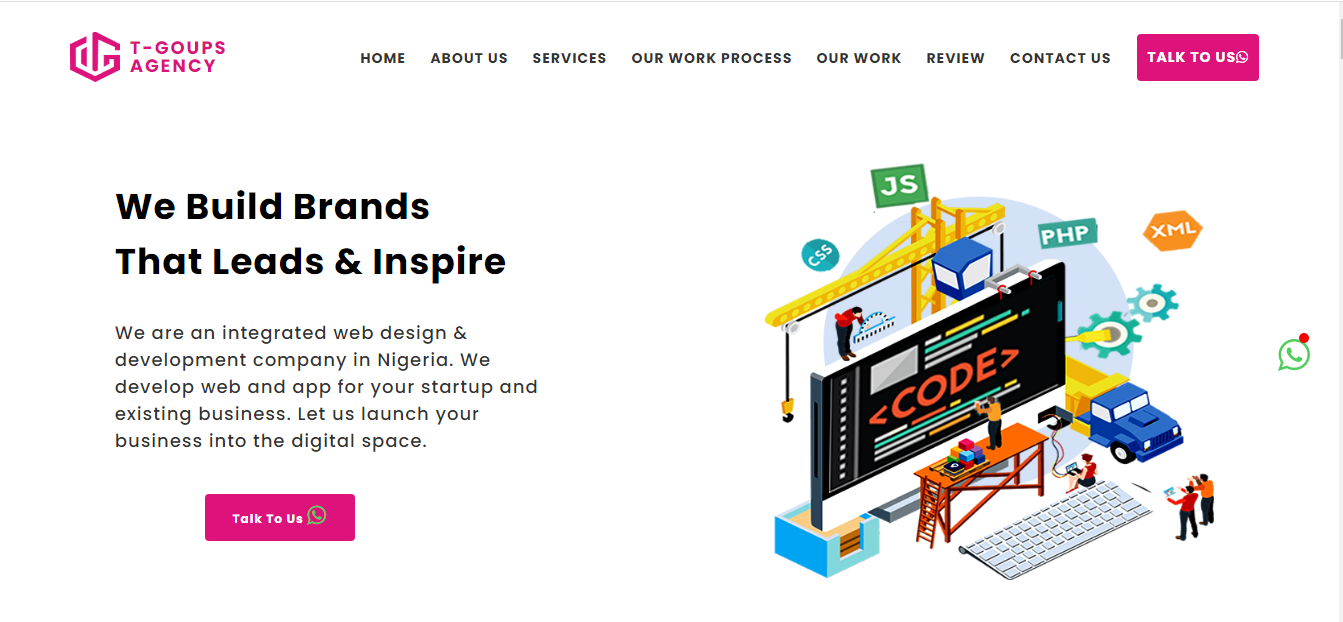 T-GOUPS
AGENCY
HOME ABOUT US SERVICES OUR WORK PROCESS OUR WORK REVIEW CONTACT US TALK TO US
We Build Brands
That Leads & Inspire
We are an integrated web design &
development company in Nigeria. We
develop web and app for your startup and
existing business. Let us launch your
business into the digital space.
Talk To Us
JS
CSS
PHP
XML
<CODE>